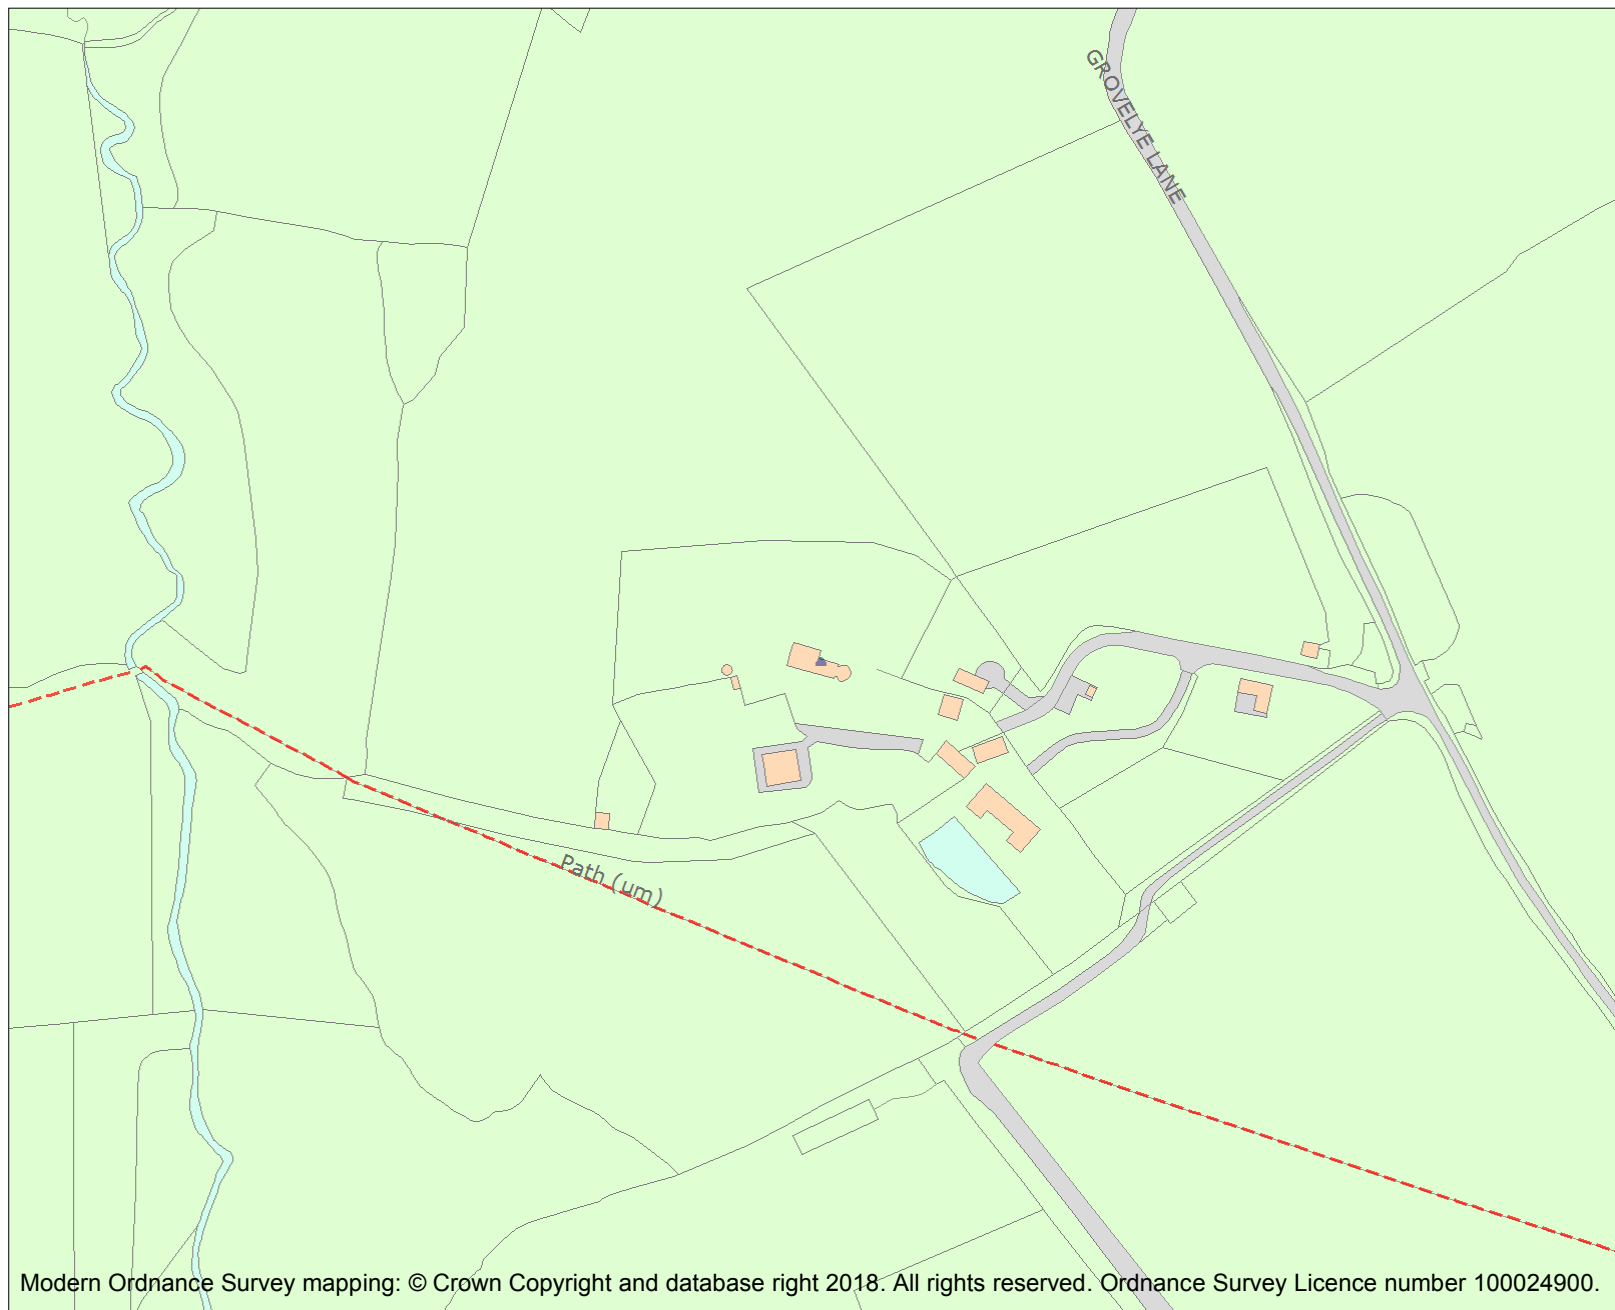 GROVELYE LANE
Path (um)
Modern Ordnance Survey mapping: © Crown Copyright and database right 2018. All rights reserved. Ordnance Survey Licence number 100024900.